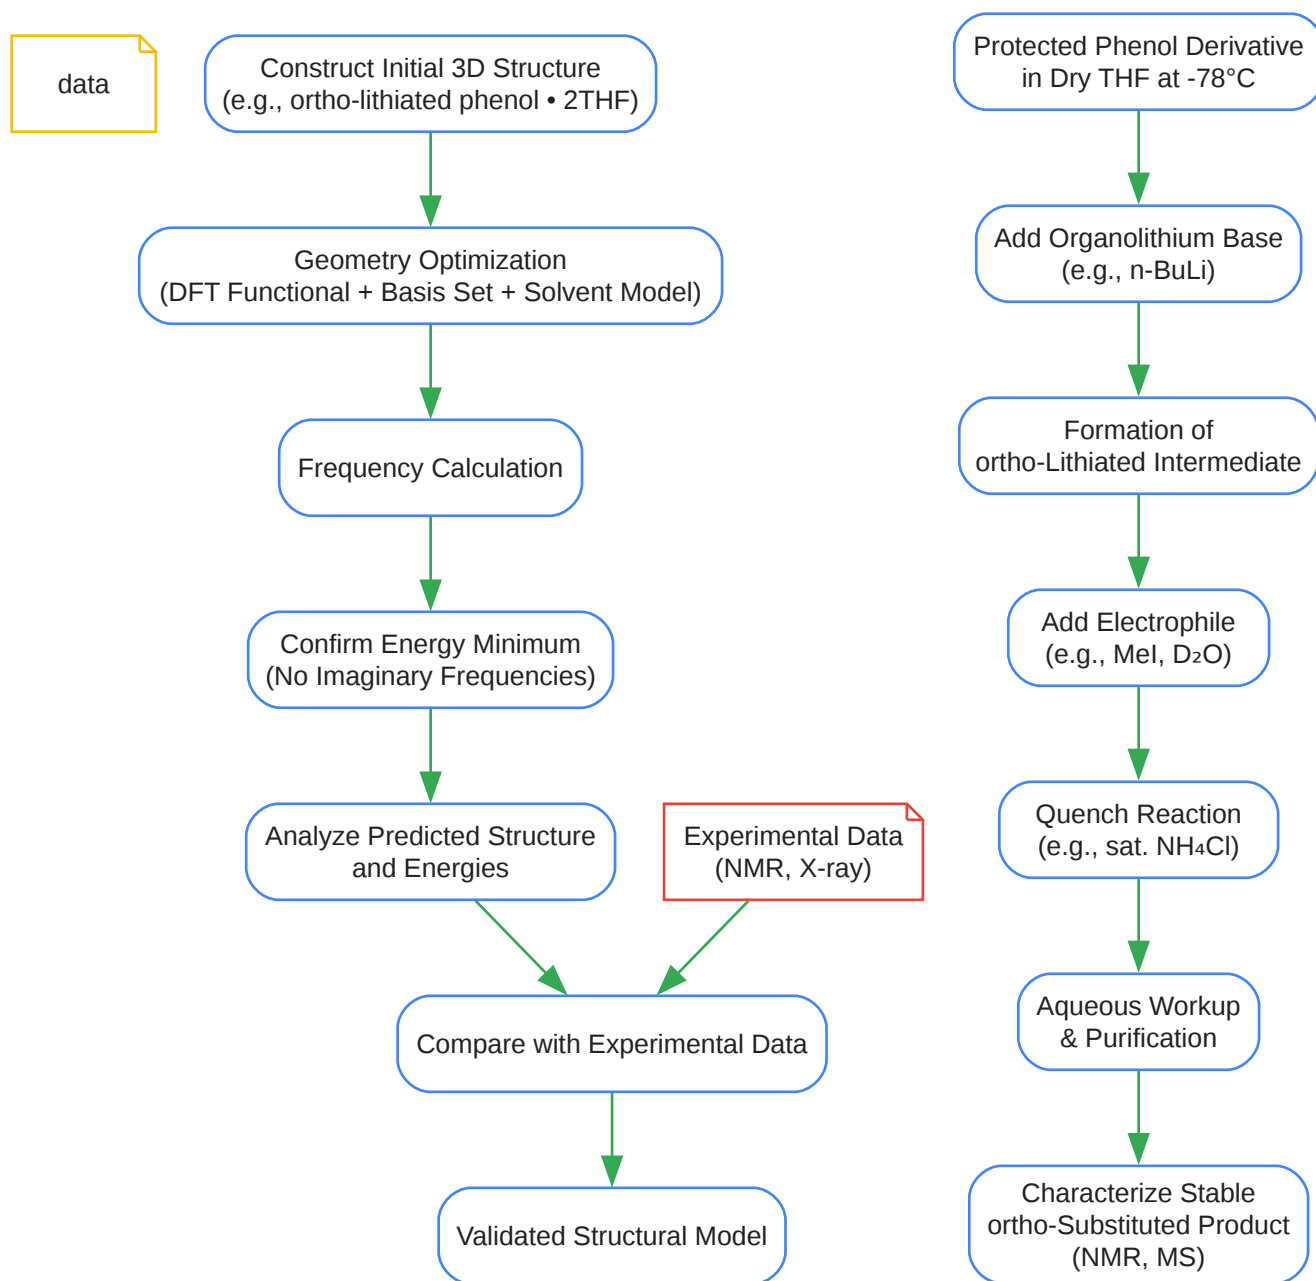 data
Construct Initial 3D Structure
(e.g., ortho-lithiated phenol • 2THF)
Geometry Optimization
(DFT Functional + Basis Set + Solvent Model)
Frequency Calculation
Confirm Energy Minimum
(No Imaginary Frequencies)
Analyze Predicted Structure
and Energies
Experimental Data
(NMR, X-ray)
Compare with Experimental Data
Validated Structural Model
Protected Phenol Derivative
in Dry THF at -78°C
Add Organolithium Base
(e.g., n-BuLi)
Formation of
ortho-Lithiated Intermediate
Add Electrophile
(e.g., MeI, D₂O)
Quench Reaction
(e.g., sat. NH₄Cl)
Aqueous Workup
& Purification
Characterize Stable
ortho-Substituted Product
(NMR, MS)